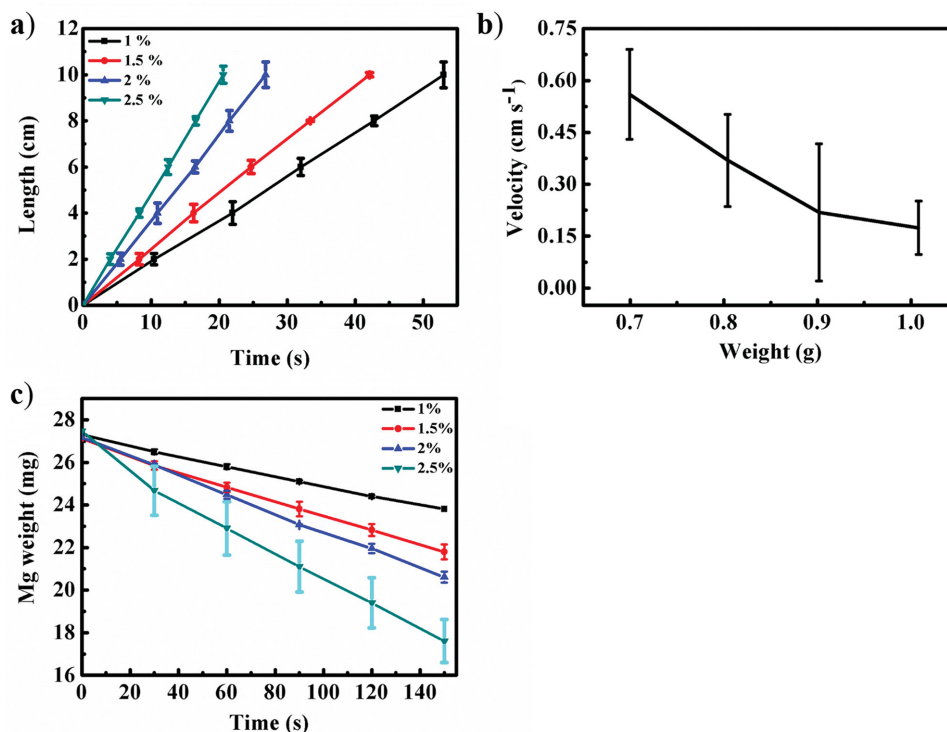 a)
1 %
1.5 %
2 %
2.5 %
12
10
8
6
4
2
0
Length (cm)
0 10 20 30 40 50
Time (s)
b)
0.60
0.45
0.30
0.15
0.00
Velocity (cm s⁻¹)
0.7 0.8 0.9 1.0
Weight (g)
c)
1%
1.5%
2%
2.5%
28
26
24
22
20
18
16
Mg weight (mg)
0 20 40 60 80 100 120 140
Time (s)